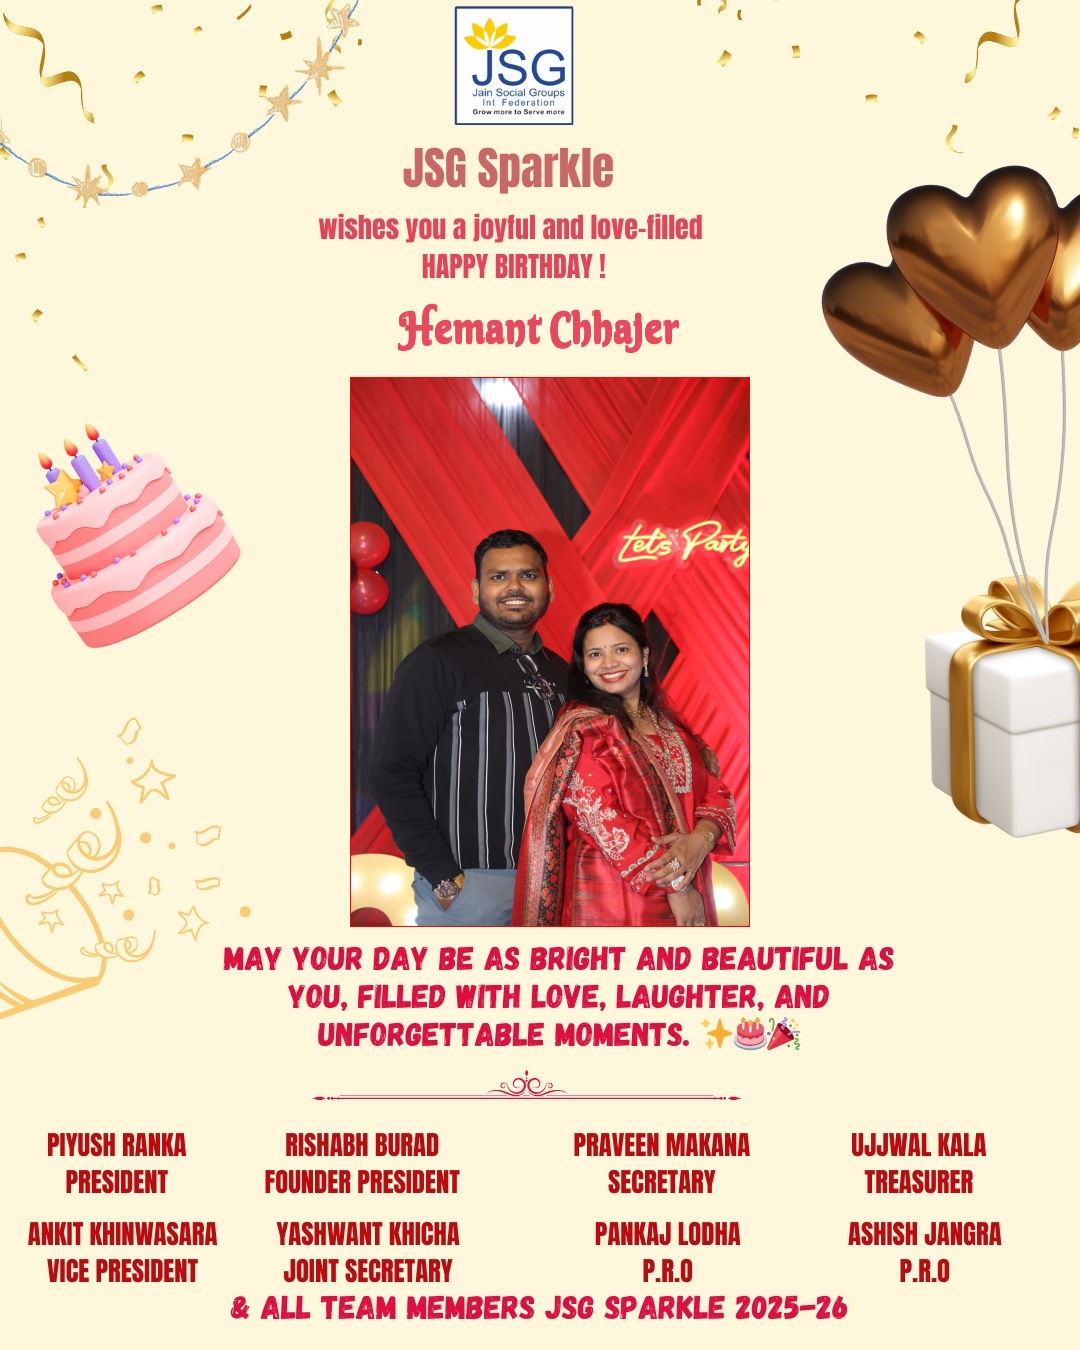 JSG
Jain Social Groups
Int Federation
Grow more to Serve more
JSG Sparkle
wishes you a joyful and love-filled
HAPPY BIRTHDAY !
Hemant Chhajer
Let's Party
MAY YOUR DAY BE AS BRIGHT AND BEAUTIFUL AS
YOU, FILLED WITH LOVE, LAUGHTER, AND
UNFORGETTABLE MOMENTS. ✨🎂🎉
PIYUSH RANKA
PRESIDENT
RISHABH BURAD
FOUNDER PRESIDENT
PRAVEEN MAKANA
SECRETARY
UJJWAL KALA
TREASURER
ANKIT KHINWASARA
VICE PRESIDENT
YASHWANT KHICHA
JOINT SECRETARY
PANKAJ LODHA
P.R.O
ASHISH JANGRA
P.R.O
& ALL TEAM MEMBERS JSG SPARKLE 2025-26